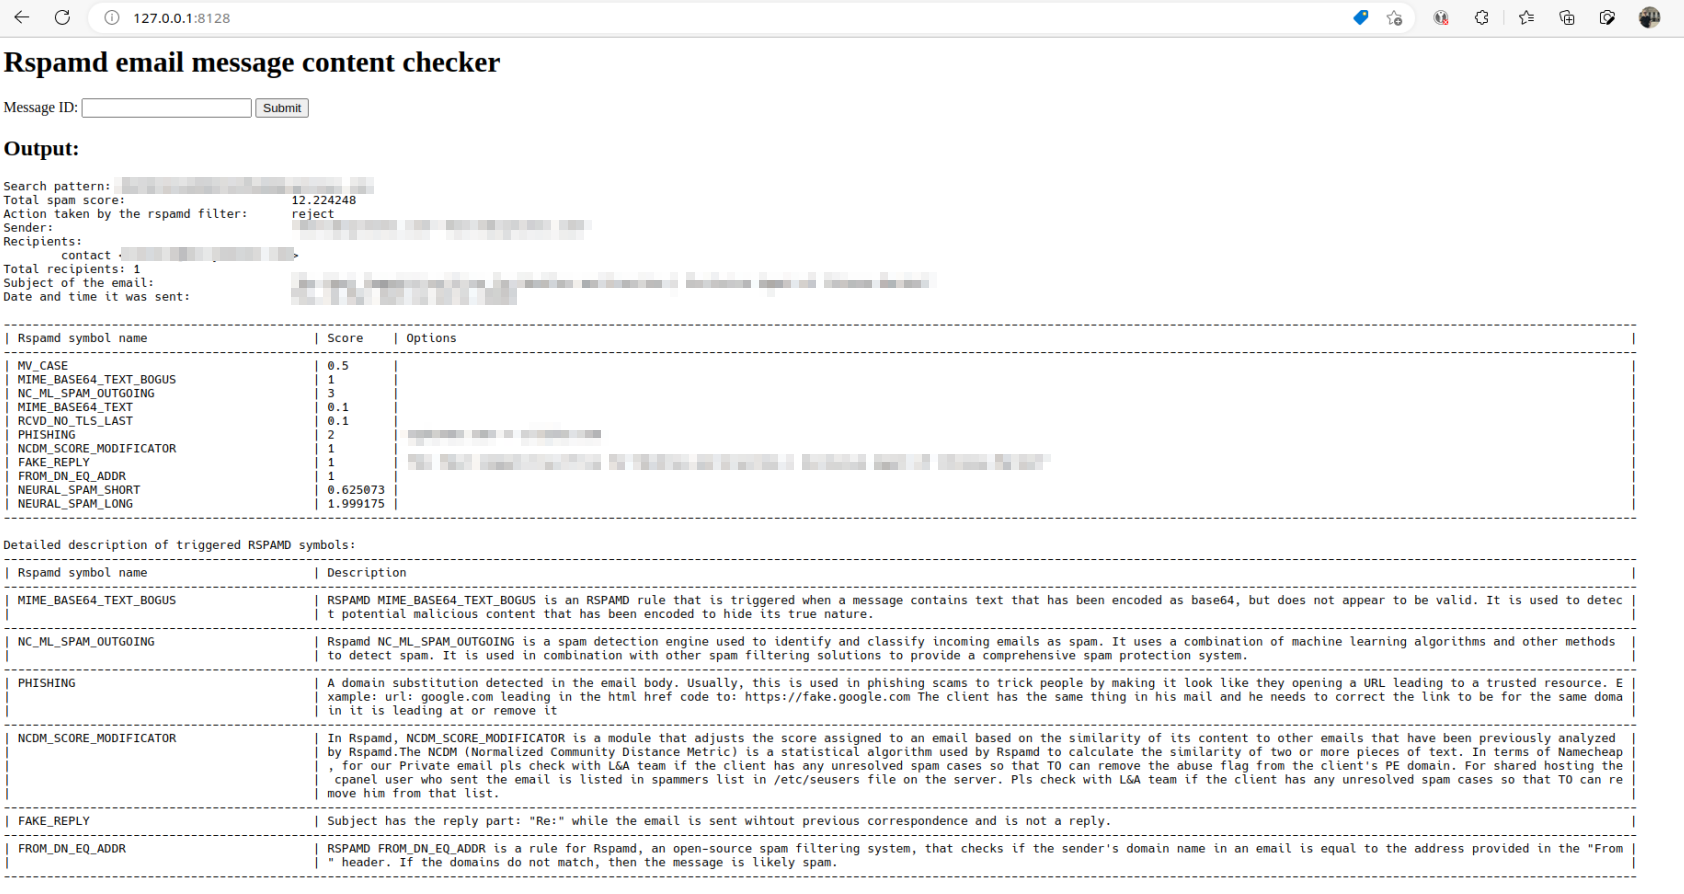 127.0.0.1:8128
Rspamd email message content checker
Message ID: Submit
Output:
Search pattern:
Total spam score: 12.224248
Action taken by the rspamd filter: reject
Sender:
Recipients:
contact <>
Total recipients: 1
Subject of the email:
Date and time it was sent:
| Rspamd symbol name | Score | Options |
| MV_CASE | 0.5 | |
| MIME_BASE64_TEXT_BOGUS | 1 | |
| NC_ML_SPAM_OUTGOING | 3 | |
| MIME_BASE64_TEXT | 0.1 | |
| RCVD_NO_TLS_LAST | 0.1 | |
| PHISHING | 2 | |
| NCDM_SCORE_MODIFICATOR | 1 | |
| FAKE_REPLY | 1 | |
| FROM_DN_EQ_ADDR | 1 | |
| NEURAL_SPAM_SHORT | 0.625073 | |
| NEURAL_SPAM_LONG | 1.999175 | |
Detailed description of triggered RSPAMD symbols:
| Rspamd symbol name | Description |
| MIME_BASE64_TEXT_BOGUS | RSPAMD MIME_BASE64_TEXT_BOGUS is an RSPAMD rule that is triggered when a message contains text that has been encoded as base64, but does not appear to be valid. It is used to detec |
| | t potential malicious content that has been encoded to hide its true nature. |
| NC_ML_SPAM_OUTGOING | Rspamd NC_ML_SPAM_OUTGOING is a spam detection engine used to identify and classify incoming emails as spam. It uses a combination of machine learning algorithms and other methods |
| | to detect spam. It is used in combination with other spam filtering solutions to provide a comprehensive spam protection system. |
| PHISHING | A domain substitution detected in the email body. Usually, this is used in phishing scams to trick people by making it look like they opening a URL leading to a trusted resource. E |
| | xample: url: google.com leading in the html href code to: https://fake.google.com The client has the same thing in his mail and he needs to correct the link to be for the same doma |
| | in it is leading at or remove it |
| NCDM_SCORE_MODIFICATOR | In Rspamd, NCDM_SCORE_MODIFICATOR is a module that adjusts the score assigned to an email based on the similarity of its content to other emails that have been previously analyzed |
| | by Rspamd.The NCDM (Normalized Community Distance Metric) is a statistical algorithm used by Rspamd to calculate the similarity of two or more pieces of text. In terms of Namecheap |
| | , for our Private email pls check with L&A team if the client has any unresolved spam cases so that TO can remove the abuse flag from the client's PE domain. For shared hosting the |
| | cpanel user who sent the email is listed in spammers list in /etc/seusers file on the server. Pls check with L&A team if the client has any unresolved spam cases so that TO can re |
| | move him from that list. |
| FAKE_REPLY | Subject has the reply part: "Re:" while the email is sent wihtout previous correspondence and is not a reply. |
| FROM_DN_EQ_ADDR | RSPAMD FROM_DN_EQ_ADDR is a rule for Rspamd, an open-source spam filtering system, that checks if the sender's domain name in an email is equal to the address provided in the "From |
| | " header. If the domains do not match, then the message is likely spam. |